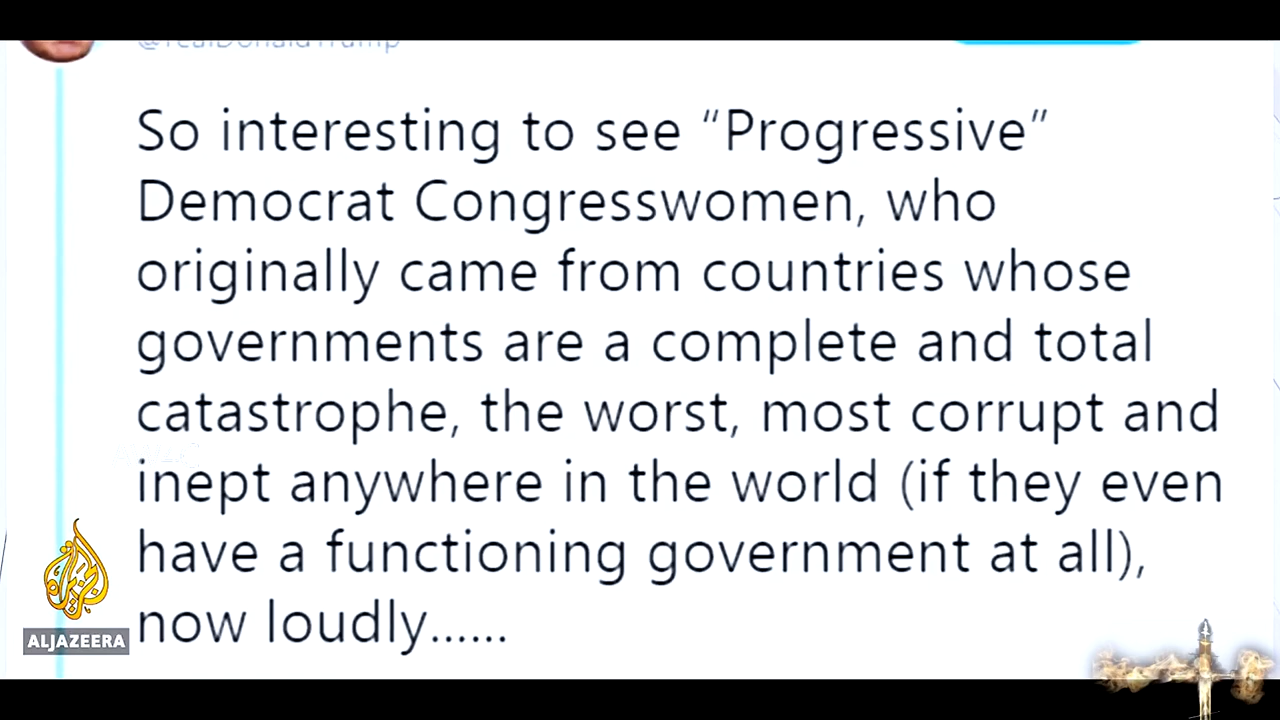 @realDonaldTrump
So interesting to see “Progressive”
Democrat Congresswomen, who
originally came from countries whose
governments are a complete and total
catastrophe, the worst, most corrupt and
inept anywhere in the world (if they even
have a functioning government at all),
now loudly......
ALJAZEERA